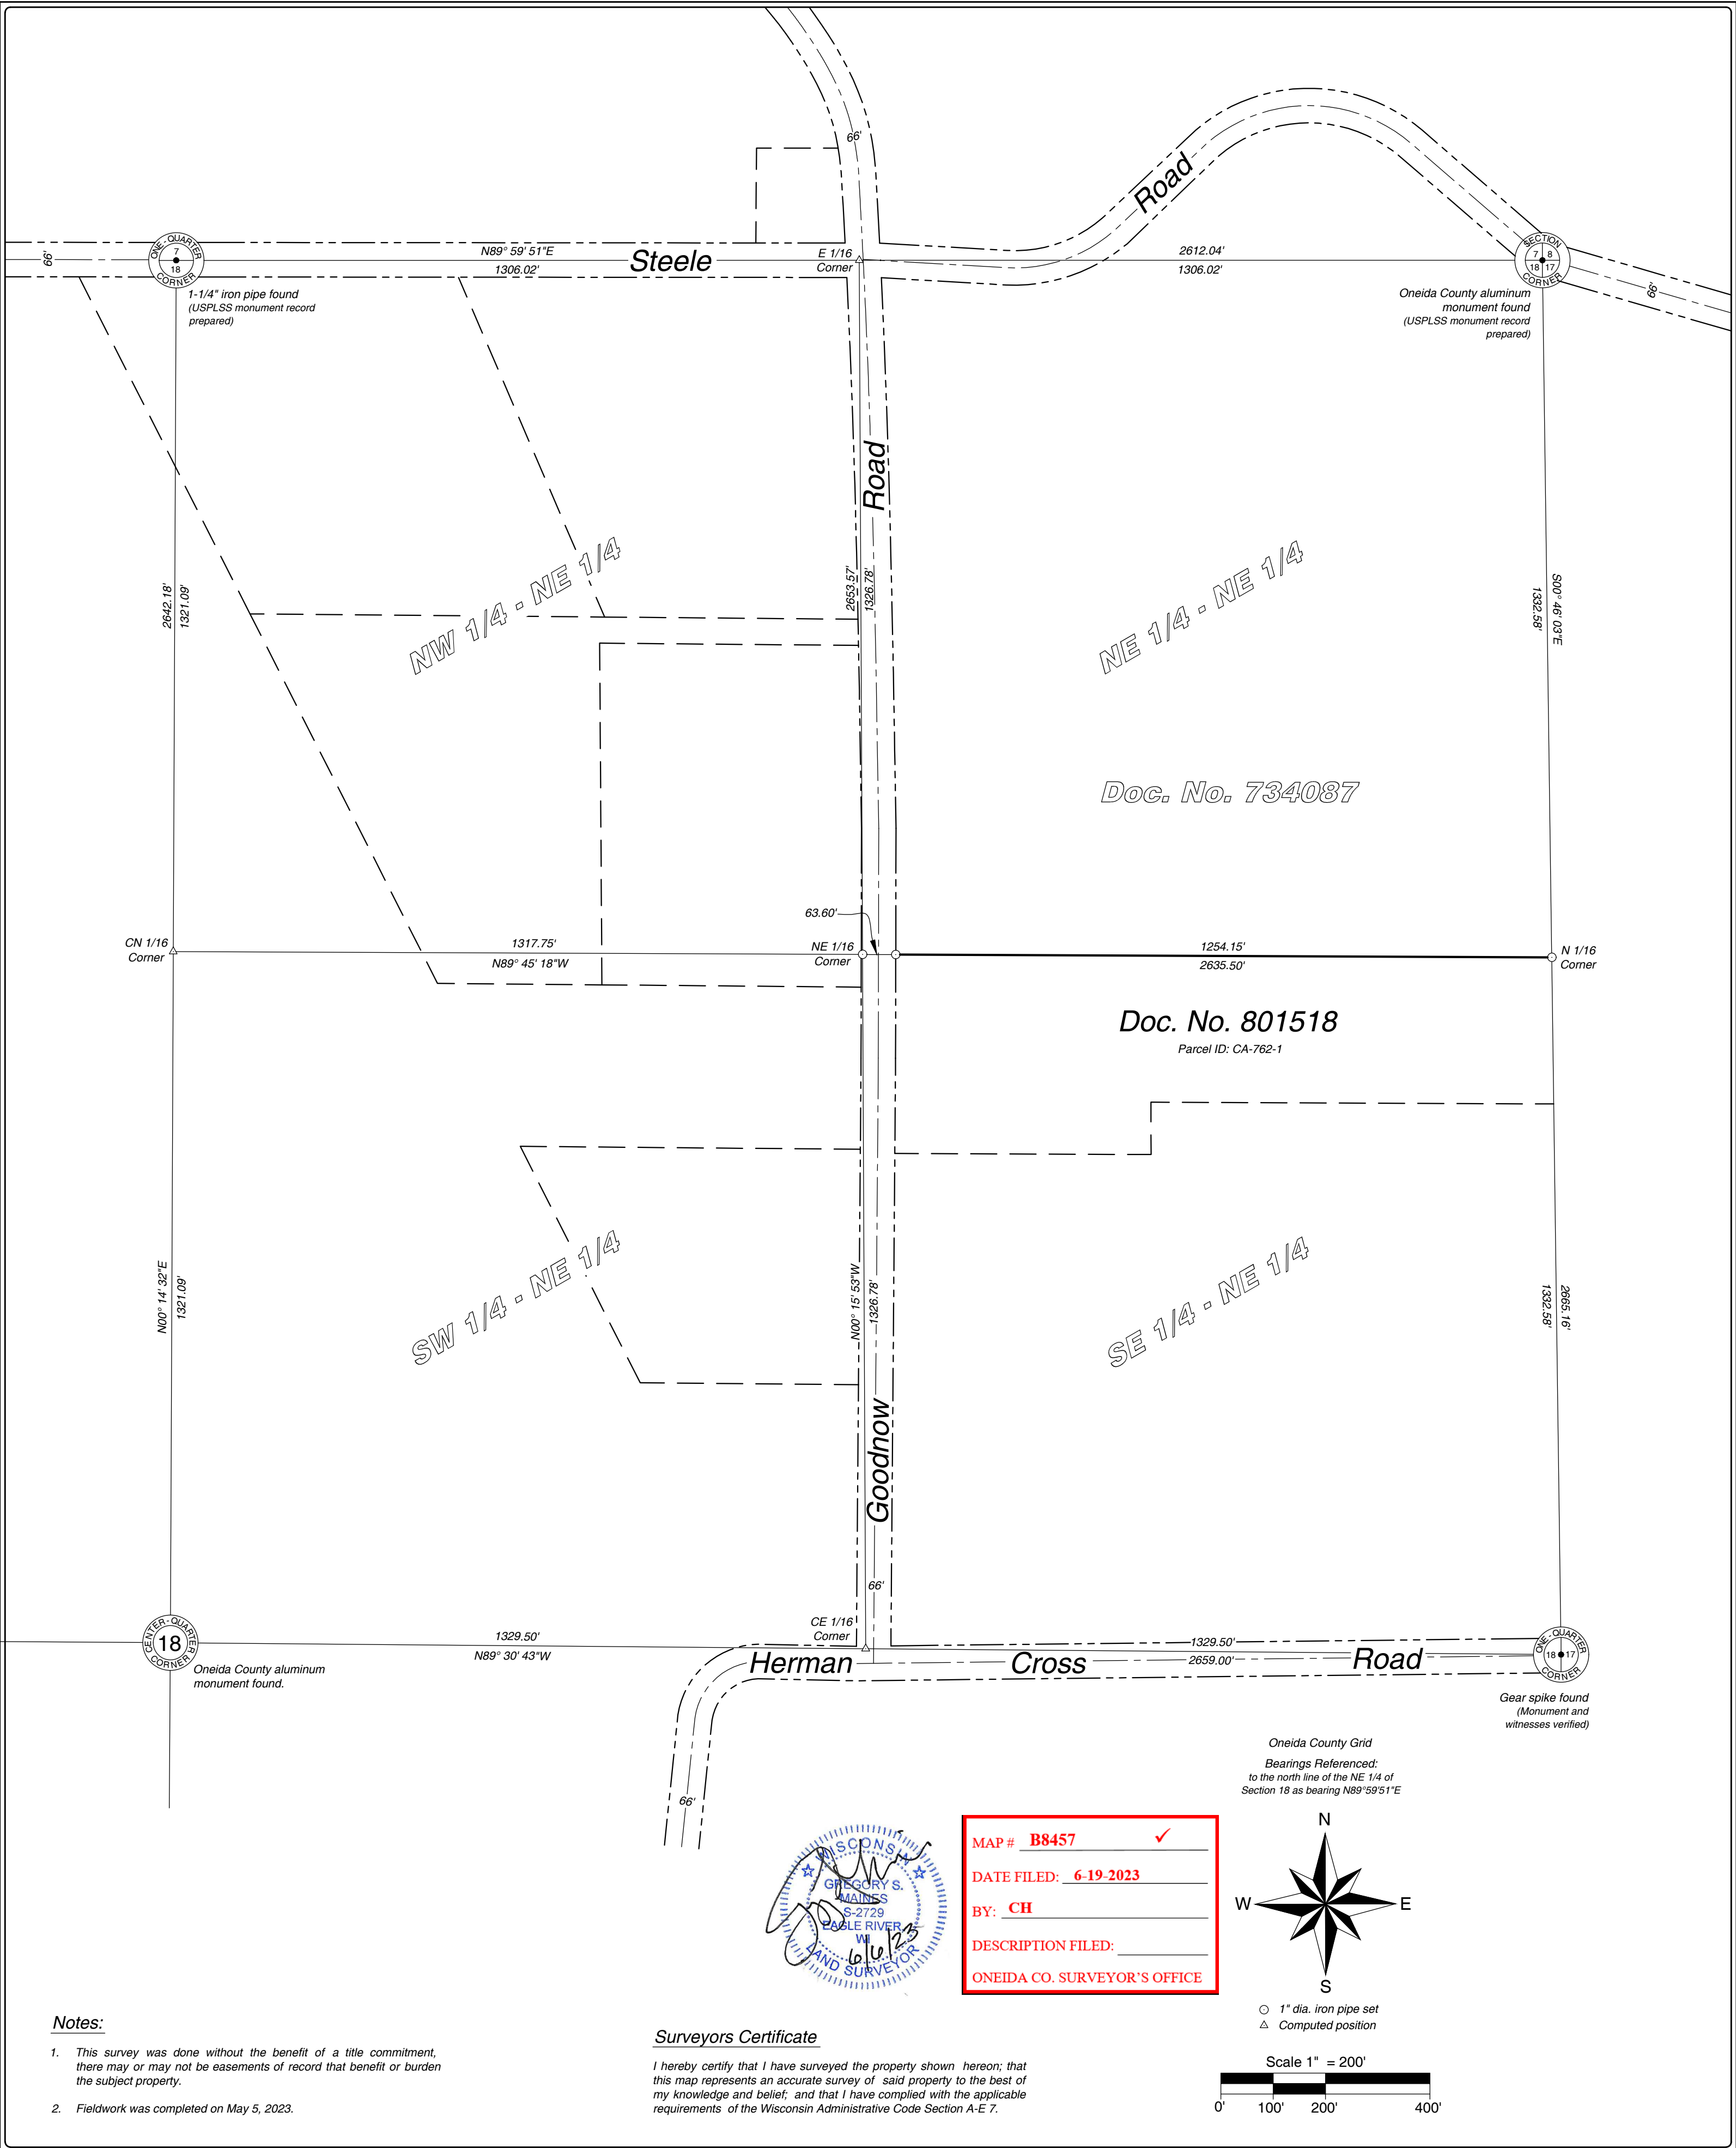 66'
Road
ONE-QUARTER
7
18
CORNER
N89° 59' 51"E
1306.02'
Steele
E 1/16
Corner
2612.04'
1306.02'
SECTION
7 8
18 17
CORNER
66'
66'
1-1/4" iron pipe found
(USPLSS monument record
prepared)
Oneida County aluminum
monument found
(USPLSS monument record
prepared)
Road
NW 1/4 - NE 1/4
NE 1/4 - NE 1/4
2642.18'
1321.09'
2653.57'
1326.78'
1332.58'
S00° 46' 03"E
Doc. No. 734087
63.60'
CN 1/16
Corner
1317.75'
N89° 45' 18"W
NE 1/16
Corner
1254.15'
2635.50'
N 1/16
Corner
Doc. No. 801518
Parcel ID: CA-762-1
SW 1/4 - NE 1/4
SE 1/4 - NE 1/4
N00° 14' 32"E
1321.09'
N00° 15' 53"W
1326.78'
1332.58'
2665.16'
Goodnow
66'
CENTER-QUARTER
18
CORNER
Oneida County aluminum
monument found.
1329.50'
N89° 30' 43"W
CE 1/16
Corner
Herman Cross Road
1329.50'
2659.00'
ONE-QUARTER
18 17
CORNER
Gear spike found
(Monument and
witnesses verified)
66'
Oneida County Grid
Bearings Referenced:
to the north line of the NE 1/4 of
Section 18 as bearing N89°59'51"E
N
W
E
S
WISCONSIN
GREGORY S.
MAINES
S-2729
EAGLE RIVER
WI
LAND SURVEYOR
6/6/23
MAP # B8457 ✓
DATE FILED: 6-19-2023
BY: CH
DESCRIPTION FILED:
ONEIDA CO. SURVEYOR'S OFFICE
1" dia. iron pipe set
Computed position
Scale 1" = 200'
0' 100' 200' 400'
Notes:
1. This survey was done without the benefit of a title commitment,
there may or may not be easements of record that benefit or burden
the subject property.
2. Fieldwork was completed on May 5, 2023.
Surveyors Certificate
I hereby certify that I have surveyed the property shown hereon; that
this map represents an accurate survey of said property to the best of
my knowledge and belief; and that I have complied with the applicable
requirements of the Wisconsin Administrative Code Section A-E 7.